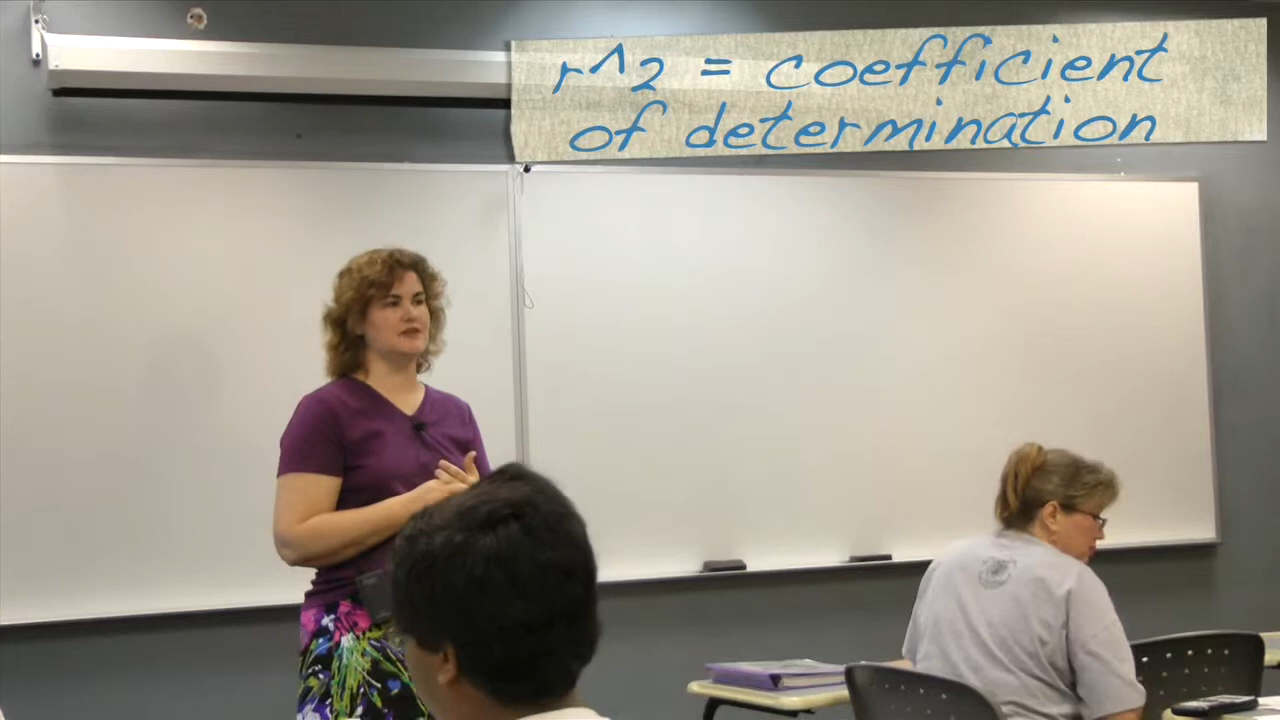 r^2 = coefficient
of determination